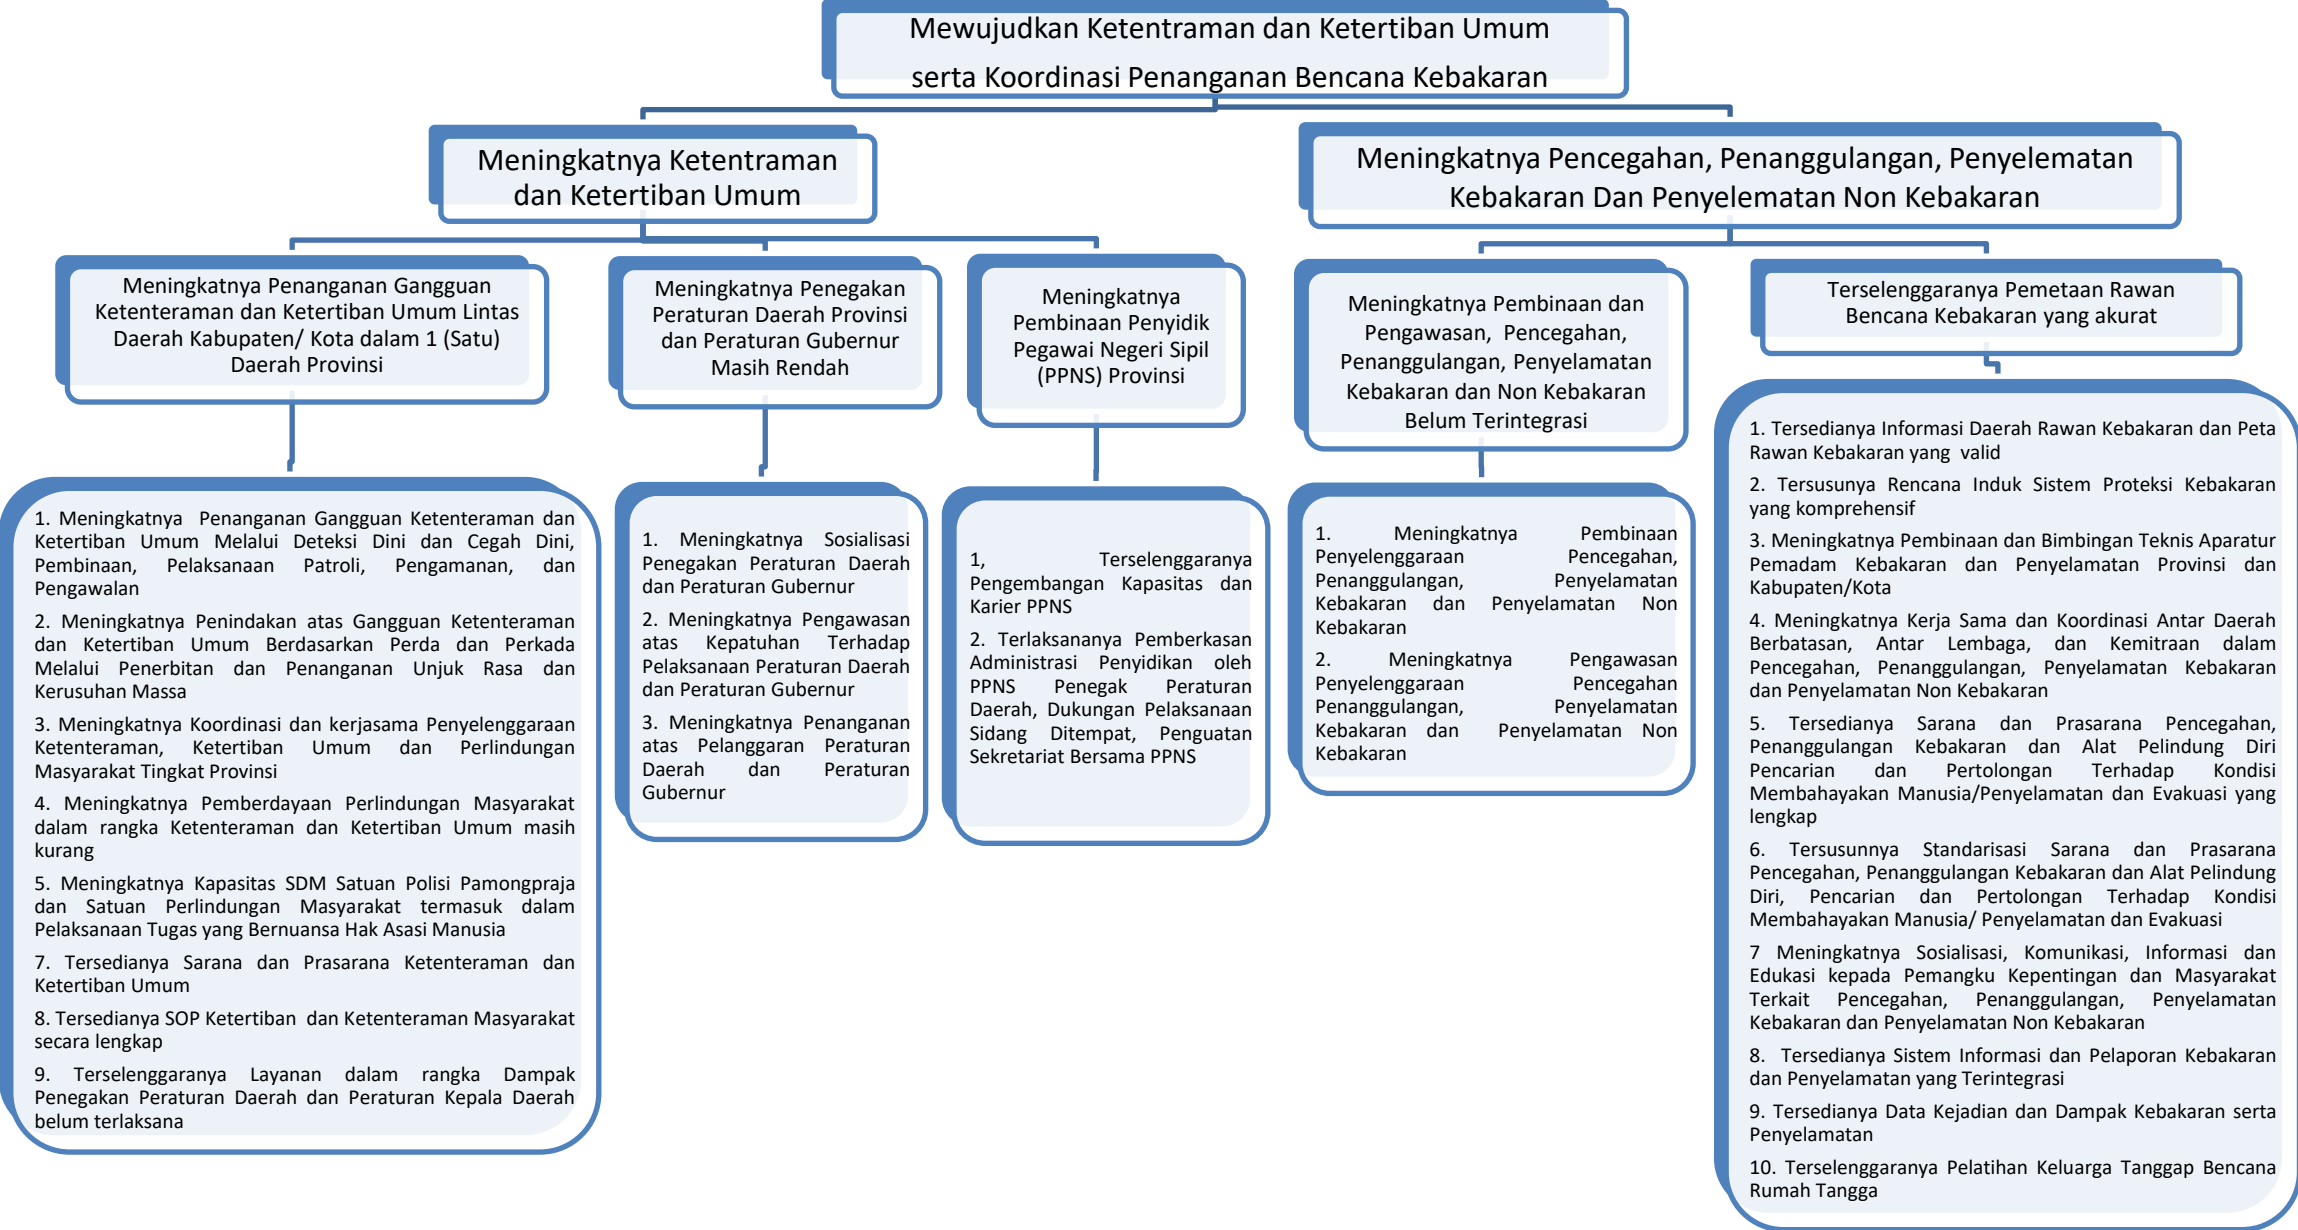 Mewujudkan Ketentraman dan Ketertiban Umum
serta Koordinasi Penanganan Bencana Kebakaran
Meningkatnya Ketentraman
dan Ketertiban Umum
Meningkatnya Pencegahan, Penanggulangan, Penyelematan
Kebakaran Dan Penyelematan Non Kebakaran
Meningkatnya Penanganan Gangguan
Ketenteraman dan Ketertiban Umum Lintas
Daerah Kabupaten/ Kota dalam 1 (Satu)
Daerah Provinsi
Meningkatnya Penegakan
Peraturan Daerah Provinsi
dan Peraturan Gubernur
Masih Rendah
Meningkatnya
Pembinaan Penyidik
Pegawai Negeri Sipil
(PPNS) Provinsi
Meningkatnya Pembinaan dan
Pengawasan, Pencegahan,
Penanggulangan, Penyelamatan
Kebakaran dan Non Kebakaran
Belum Terintegrasi
Terselenggaranya Pemetaan Rawan
Bencana Kebakaran yang akurat
1. Meningkatnya Penanganan Gangguan Ketenteraman dan
Ketertiban Umum Melalui Deteksi Dini dan Cegah Dini,
Pembinaan, Pelaksanaan Patroli, Pengamanan, dan
Pengawalan
2. Meningkatnya Penindakan atas Gangguan Ketenteraman
dan Ketertiban Umum Berdasarkan Perda dan Perkada
Melalui Penerbitan dan Penanganan Unjuk Rasa dan
Kerusuhan Massa
3. Meningkatnya Koordinasi dan kerjasama Penyelenggaraan
Ketenteraman, Ketertiban Umum dan Perlindungan
Masyarakat Tingkat Provinsi
4. Meningkatnya Pemberdayaan Perlindungan Masyarakat
dalam rangka Ketenteraman dan Ketertiban Umum masih
kurang
5. Meningkatnya Kapasitas SDM Satuan Polisi Pamongpraja
dan Satuan Perlindungan Masyarakat termasuk dalam
Pelaksanaan Tugas yang Bernuansa Hak Asasi Manusia
7. Tersedianya Sarana dan Prasarana Ketenteraman dan
Ketertiban Umum
8. Tersedianya SOP Ketertiban dan Ketenteraman Masyarakat
secara lengkap
9. Terselenggaranya Layanan dalam rangka Dampak
Penegakan Peraturan Daerah dan Peraturan Kepala Daerah
belum terlaksana
1. Meningkatnya Sosialisasi
Penegakan Peraturan Daerah
dan Peraturan Gubernur
2. Meningkatnya Pengawasan
atas Kepatuhan Terhadap
Pelaksanaan Peraturan Daerah
dan Peraturan Gubernur
3. Meningkatnya Penanganan
atas Pelanggaran Peraturan
Daerah dan Peraturan
Gubernur
1, Terselenggaranya
Pengembangan Kapasitas dan
Karier PPNS
2. Terlaksananya Pemberkasan
Administrasi Penyidikan oleh
PPNS Penegak Peraturan
Daerah, Dukungan Pelaksanaan
Sidang Ditempat, Penguatan
Sekretariat Bersama PPNS
1. Meningkatnya Pembinaan
Penyelenggaraan Pencegahan,
Penanggulangan, Penyelamatan
Kebakaran dan Penyelamatan Non
Kebakaran
2. Meningkatnya Pengawasan
Penyelenggaraan Pencegahan
Penanggulangan, Penyelamatan
Kebakaran dan Penyelamatan Non
Kebakaran
1. Tersedianya Informasi Daerah Rawan Kebakaran dan Peta
Rawan Kebakaran yang valid
2. Tersusunya Rencana Induk Sistem Proteksi Kebakaran
yang komprehensif
3. Meningkatnya Pembinaan dan Bimbingan Teknis Aparatur
Pemadam Kebakaran dan Penyelamatan Provinsi dan
Kabupaten/Kota
4. Meningkatnya Kerja Sama dan Koordinasi Antar Daerah
Berbatasan, Antar Lembaga, dan Kemitraan dalam
Pencegahan, Penanggulangan, Penyelamatan Kebakaran
dan Penyelamatan Non Kebakaran
5. Tersedianya Sarana dan Prasarana Pencegahan,
Penanggulangan Kebakaran dan Alat Pelindung Diri
Pencarian dan Pertolongan Terhadap Kondisi
Membahayakan Manusia/Penyelamatan dan Evakuasi yang
lengkap
6. Tersusunnya Standarisasi Sarana dan Prasarana
Pencegahan, Penanggulangan Kebakaran dan Alat Pelindung
Diri, Pencarian dan Pertolongan Terhadap Kondisi
Membahayakan Manusia/ Penyelamatan dan Evakuasi
7 Meningkatnya Sosialisasi, Komunikasi, Informasi dan
Edukasi kepada Pemangku Kepentingan dan Masyarakat
Terkait Pencegahan, Penanggulangan, Penyelamatan
Kebakaran dan Penyelamatan Non Kebakaran
8. Tersedianya Sistem Informasi dan Pelaporan Kebakaran
dan Penyelamatan yang Terintegrasi
9. Tersedianya Data Kejadian dan Dampak Kebakaran serta
Penyelamatan
10. Terselenggaranya Pelatihan Keluarga Tanggap Bencana
Rumah Tangga